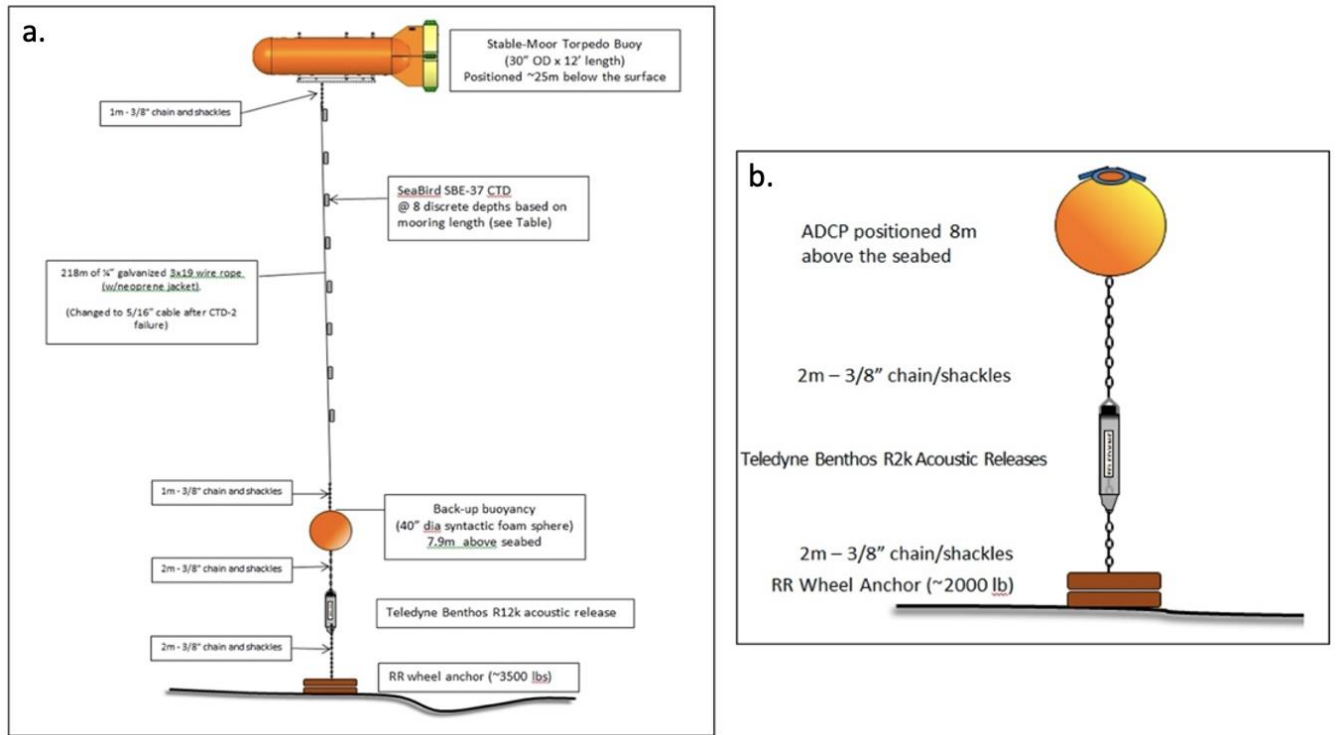 a.
Stable-Moor Torpedo Buoy
(30” OD x 12’ length)
Positioned ~25m below the surface
1m - 3/8” chain and shackles
SeaBird SBE-37 CTD
@ 8 discrete depths based on
mooring length (see Table)
218m of ¼” galvanized 3x19 wire rope
(w/neoprene jacket).
(Changed to 5/16” cable after CTD-2
failure)
1m - 3/8” chain and shackles
Back-up buoyancy
(40” dia syntactic foam sphere)
7.9m above seabed
2m - 3/8” chain and shackles
Teledyne Benthos R12k acoustic release
2m - 3/8” chain and shackles
RR wheel anchor (~3500 lbs)
b.
ADCP positioned 8m
above the seabed
2m – 3/8” chain/shackles
Teledyne Benthos R2k Acoustic Releases
2m – 3/8” chain/shackles
RR Wheel Anchor (~2000 lb)